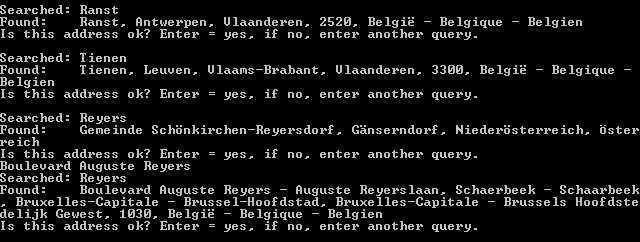 Searched: Ranst
Found:    Ranst, Antwerpen, Vlaanderen, 2520, België - Belgique - Belgien
Is this address ok? Enter = yes, if no, enter another query.
Searched: Tienen
Found:    Tienen, Leuven, Vlaams-Brabant, Vlaanderen, 3300, België - Belgique -
Belgien
Is this address ok? Enter = yes, if no, enter another query.
Searched: Reyers
Found:    Gemeinde Schönkirchen-Reyersdorf, Gänserndorf, Niederösterreich, öster
reich
Is this address ok? Enter = yes, if no, enter another query.
Boulevard Auguste Reyers
Searched: Reyers
Found:    Boulevard Auguste Reyers - Auguste Reyerslaan, Schaerbeek - Schaarbeek
, Bruxelles-Capitale - Brussel-Hoofdstad, Bruxelles-Capitale - Brussels Hoofdste
delijk Gewest, 1030, België - Belgique - Belgien
Is this address ok? Enter = yes, if no, enter another query.